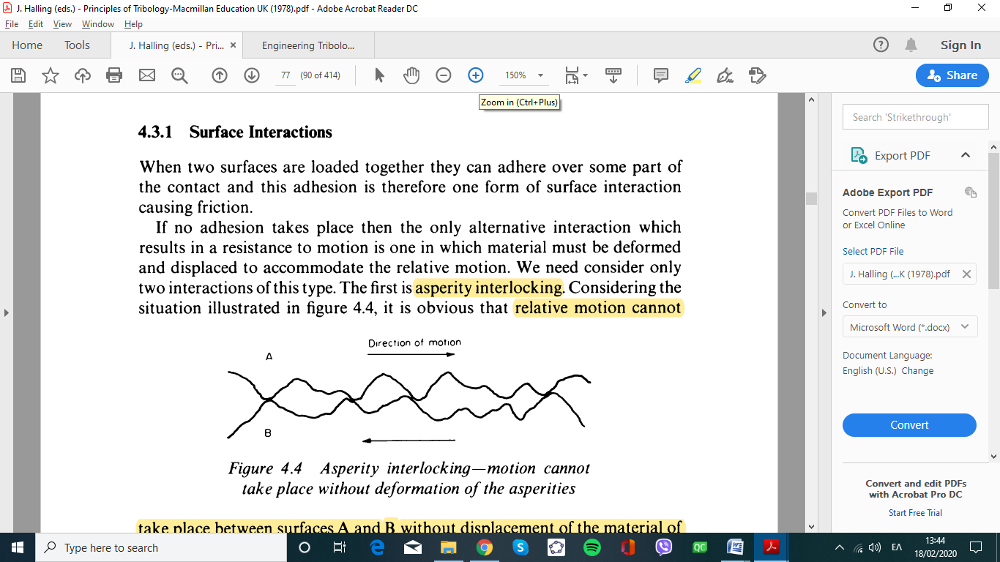 J. Halling (eds.) - Principles of Tribology-Macmillan Education UK (1978).pdf - Adobe Acrobat Reader DC
File Edit View Window Help
Home Tools J. Halling (eds.) - Pri... × Engineering Tribolo... Sign In
77 (90 of 414) 150% Share
Zoom in (Ctrl+Plus)
4.3.1 Surface Interactions
When two surfaces are loaded together they can adhere over some part of
the contact and this adhesion is therefore one form of surface interaction
causing friction.
If no adhesion takes place then the only alternative interaction which
results in a resistance to motion is one in which material must be deformed
and displaced to accommodate the relative motion. We need consider only
two interactions of this type. The first is asperity interlocking. Considering the
situation illustrated in figure 4.4, it is obvious that relative motion cannot
Direction of motion
A
B
Figure 4.4 Asperity interlocking—motion cannot
take place without deformation of the asperities
take place between surfaces A and B without displacement of the material of
Search 'Strikethrough'
Export PDF
Adobe Export PDF
Convert PDF Files to Word
or Excel Online
Select PDF File
J. Halling (...K (1978).pdf
Convert to
Microsoft Word (*.docx)
Document Language:
English (U.S.) Change
Convert
Convert and edit PDFs
with Acrobat Pro DC
Start Free Trial
Type here to search
QC
ΕΛ
13:44
18/02/2020